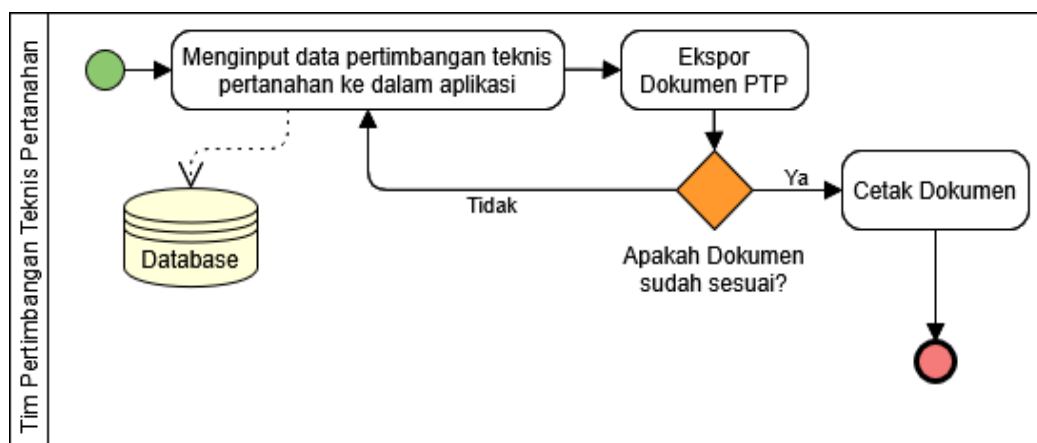 Tim Pertimbangan Teknis Pertanahan
Menginput data pertimbangan teknis
pertanahan ke dalam aplikasi
Ekspor
Dokumen PTP
Database
Tidak
Ya
Cetak Dokumen
Apakah Dokumen
sudah sesuai?